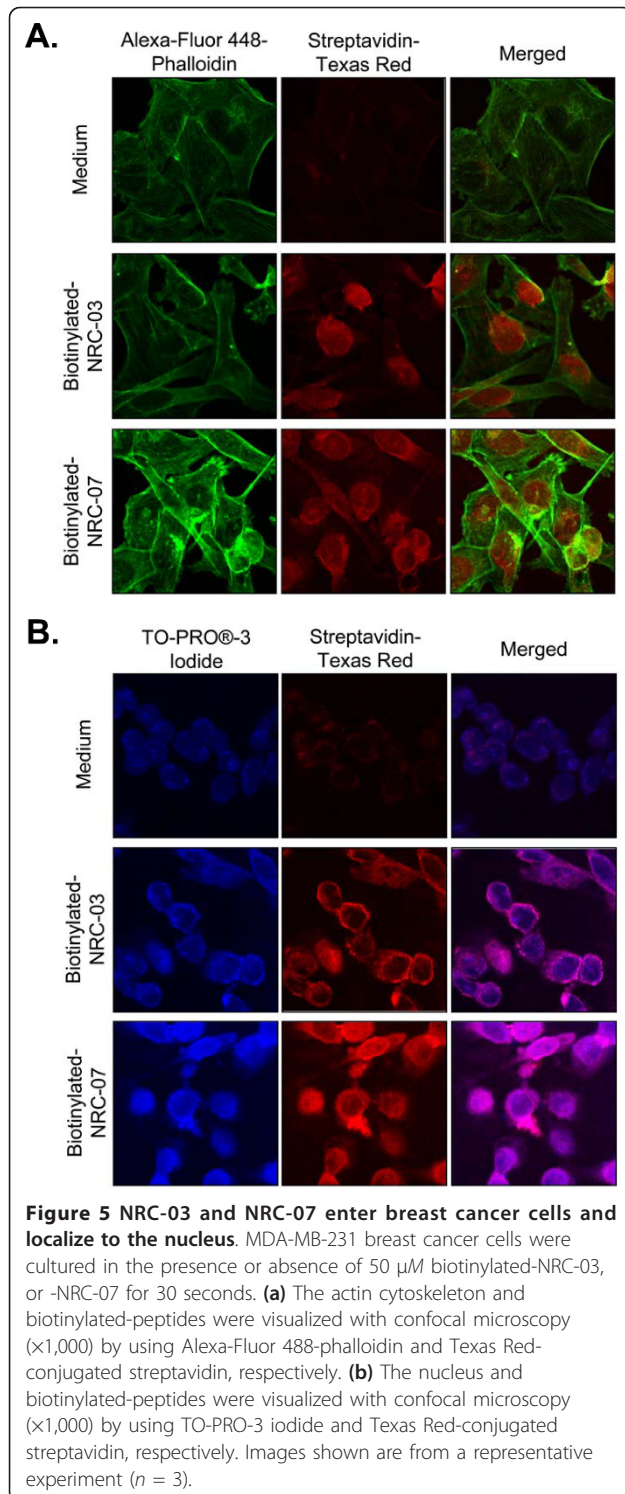 A.
Alexa-Fluor 448-
Phalloidin
Streptavidin-
Texas Red
Merged
Medium
Biotinylated-
NRC-03
Biotinylated-
NRC-07
B.
TO-PRO®-3
Iodide
Streptavidin-
Texas Red
Merged
Medium
Biotinylated-
NRC-03
Biotinylated-
NRC-07
Figure 5 NRC-03 and NRC-07 enter breast cancer cells and
localize to the nucleus. MDA-MB-231 breast cancer cells were
cultured in the presence or absence of 50 μM biotinylated-NRC-03,
or -NRC-07 for 30 seconds. (a) The actin cytoskeleton and
biotinylated-peptides were visualized with confocal microscopy
(×1,000) by using Alexa-Fluor 488-phalloidin and Texas Red-
conjugated streptavidin, respectively. (b) The nucleus and
biotinylated-peptides were visualized with confocal microscopy
(×1,000) by using TO-PRO-3 iodide and Texas Red-conjugated
streptavidin, respectively. Images shown are from a representative
experiment (n = 3).